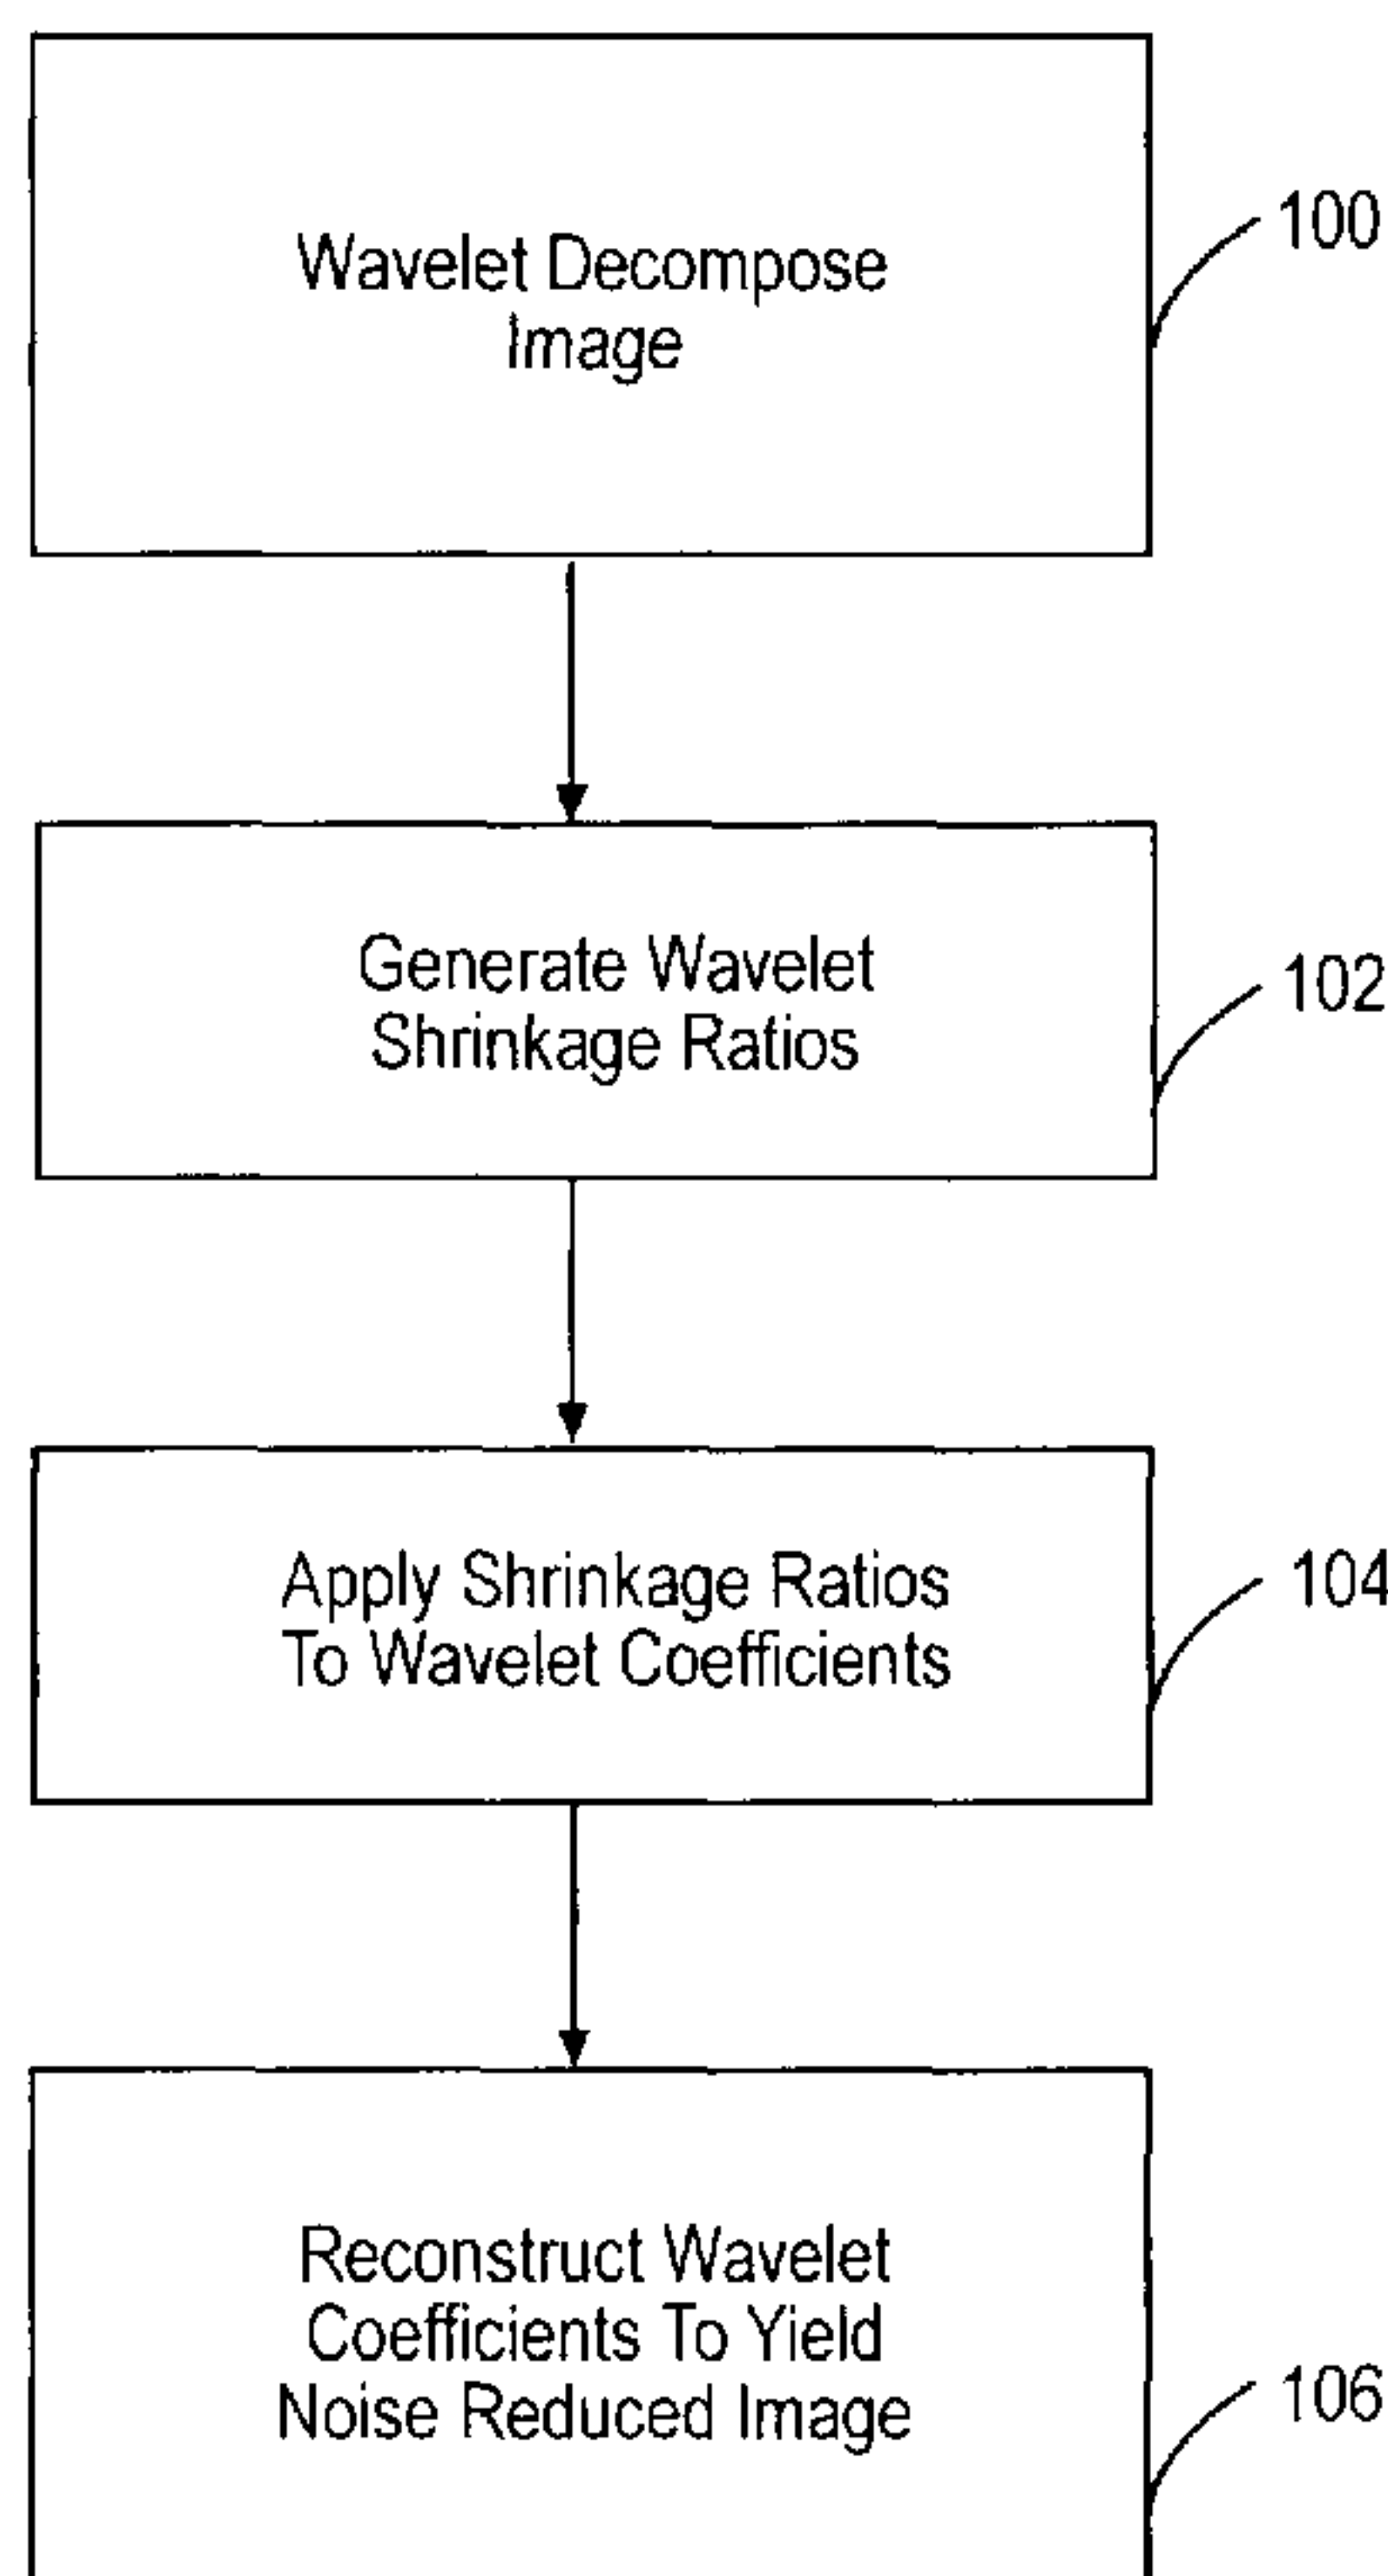 Wavelet Decompose
Image
100
Generate Wavelet
Shrinkage Ratios
102
Apply Shrinkage Ratios
To Wavelet Coefficients
104
Reconstruct Wavelet
Coefficients To Yield
Noise Reduced Image
106